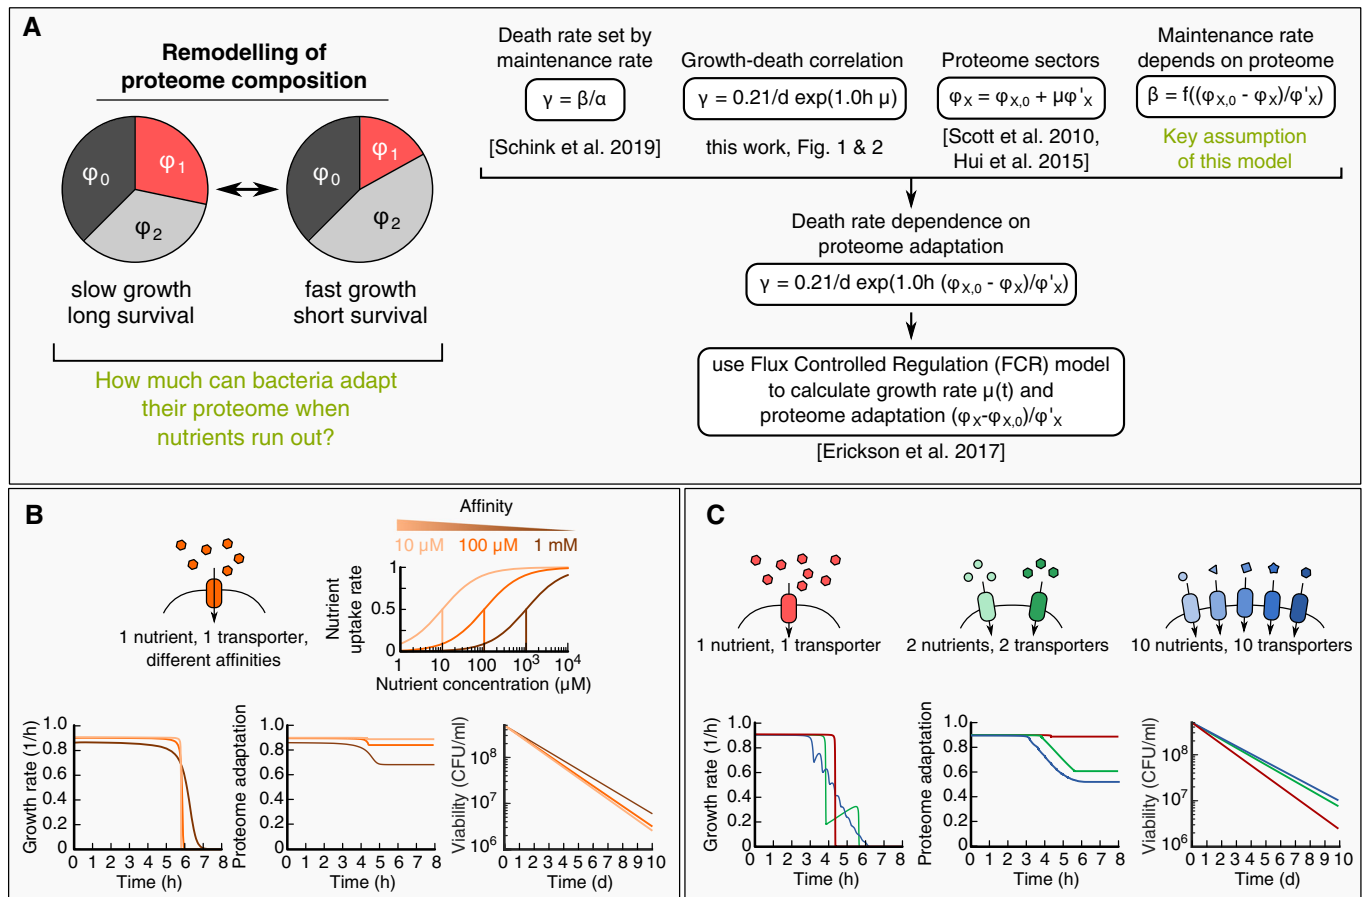 A
Remodelling of
proteome composition
φ0
φ1
φ2
φ0
φ1
φ2
slow growth
long survival
fast growth
short survival
How much can bacteria adapt
their proteome when
nutrients run out?
Death rate set by
maintenance rate
γ = β/α
[Schink et al. 2019]
Growth-death correlation
γ = 0.21/d exp(1.0h μ)
this work, Fig. 1 & 2
Proteome sectors
φX = φX,0 + μφ'X
[Scott et al. 2010,
Hui et al. 2015]
Maintenance rate
depends on proteome
β = f((φX,0 - φX)/φ'X)
Key assumption
of this model
Death rate dependence on
proteome adaptation
γ = 0.21/d exp(1.0h (φX,0 - φX)/φ'X)
use Flux Controlled Regulation (FCR) model
to calculate growth rate μ(t) and
proteome adaptation (φX-φX,0)/φ'X
[Erickson et al. 2017]
B
1 nutrient, 1 transporter,
different affinities
Affinity
10 μM 100 μM 1 mM
Nutrient
uptake rate
1
0.5
0
1 10 100 10³ 10⁴
Nutrient concentration (μM)
Growth rate (1/h)
1.0
0.8
0.6
0.4
0.2
0
0 1 2 3 4 5 6 7 8
Time (h)
Proteome adaptation
1.0
0.8
0.6
0.4
0.2
0
0 1 2 3 4 5 6 7 8
Time (h)
Viability (CFU/ml)
10⁸
10⁷
10⁶
0 1 2 3 4 5 6 7 8 9 10
Time (d)
C
1 nutrient, 1 transporter
2 nutrients, 2 transporters
10 nutrients, 10 transporters
Growth rate (1/h)
1.0
0.8
0.6
0.4
0.2
0
0 1 2 3 4 5 6 7 8
Time (h)
Proteome adaptation
1.0
0.8
0.6
0.4
0.2
0
0 1 2 3 4 5 6 7 8
Time (h)
Viability (CFU/ml)
10⁸
10⁷
10⁶
0 1 2 3 4 5 6 7 8 9 10
Time (d)